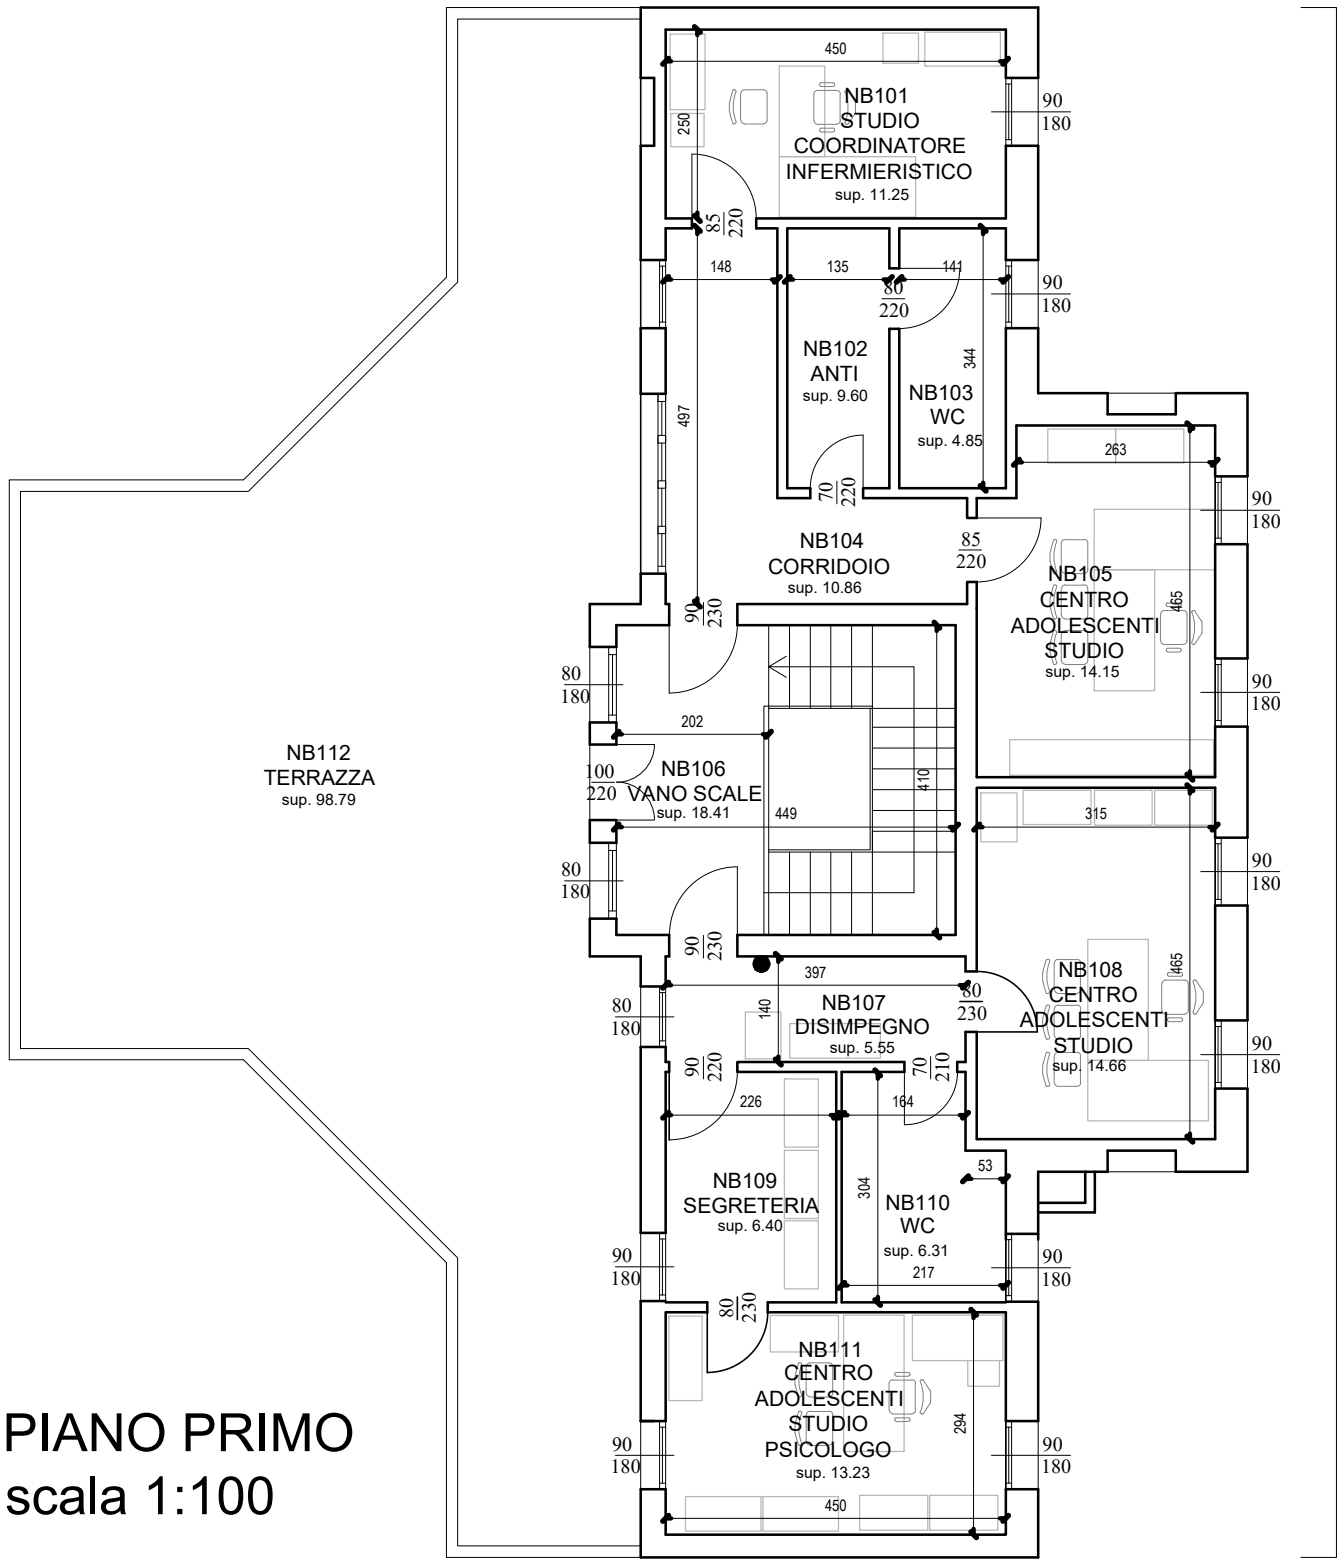 450
NB101
STUDIO
COORDINATORE
INFERMIERISTICO
sup. 11.25
250
90
180
85
220
148
135
141
80
220
90
180
NB102
ANTI
sup. 9.60
344
NB103
WC
sup. 4.85
497
263
70
220
90
180
NB104
CORRIDOIO
sup. 10.86
85
220
NB105
CENTRO
ADOLESCENTI
STUDIO
sup. 14.15
465
90
230
80
180
90
180
202
NB112
TERRAZZA
sup. 98.79
100
220
NB106
VANO SCALE
sup. 18.41
449
410
315
80
180
90
180
90
230
397
NB107
DISIMPEGNO
sup. 5.55
140
80
230
NB108
CENTRO
ADOLESCENTI
STUDIO
sup. 14.66
465
80
180
90
180
90
220
70
210
226
164
53
NB109
SEGRETERIA
sup. 6.40
304
NB110
WC
sup. 6.31
217
90
180
90
180
80
230
NB111
CENTRO
ADOLESCENTI
STUDIO
PSICOLOGO
sup. 13.23
294
450
90
180
90
180
PIANO PRIMO
scala 1:100